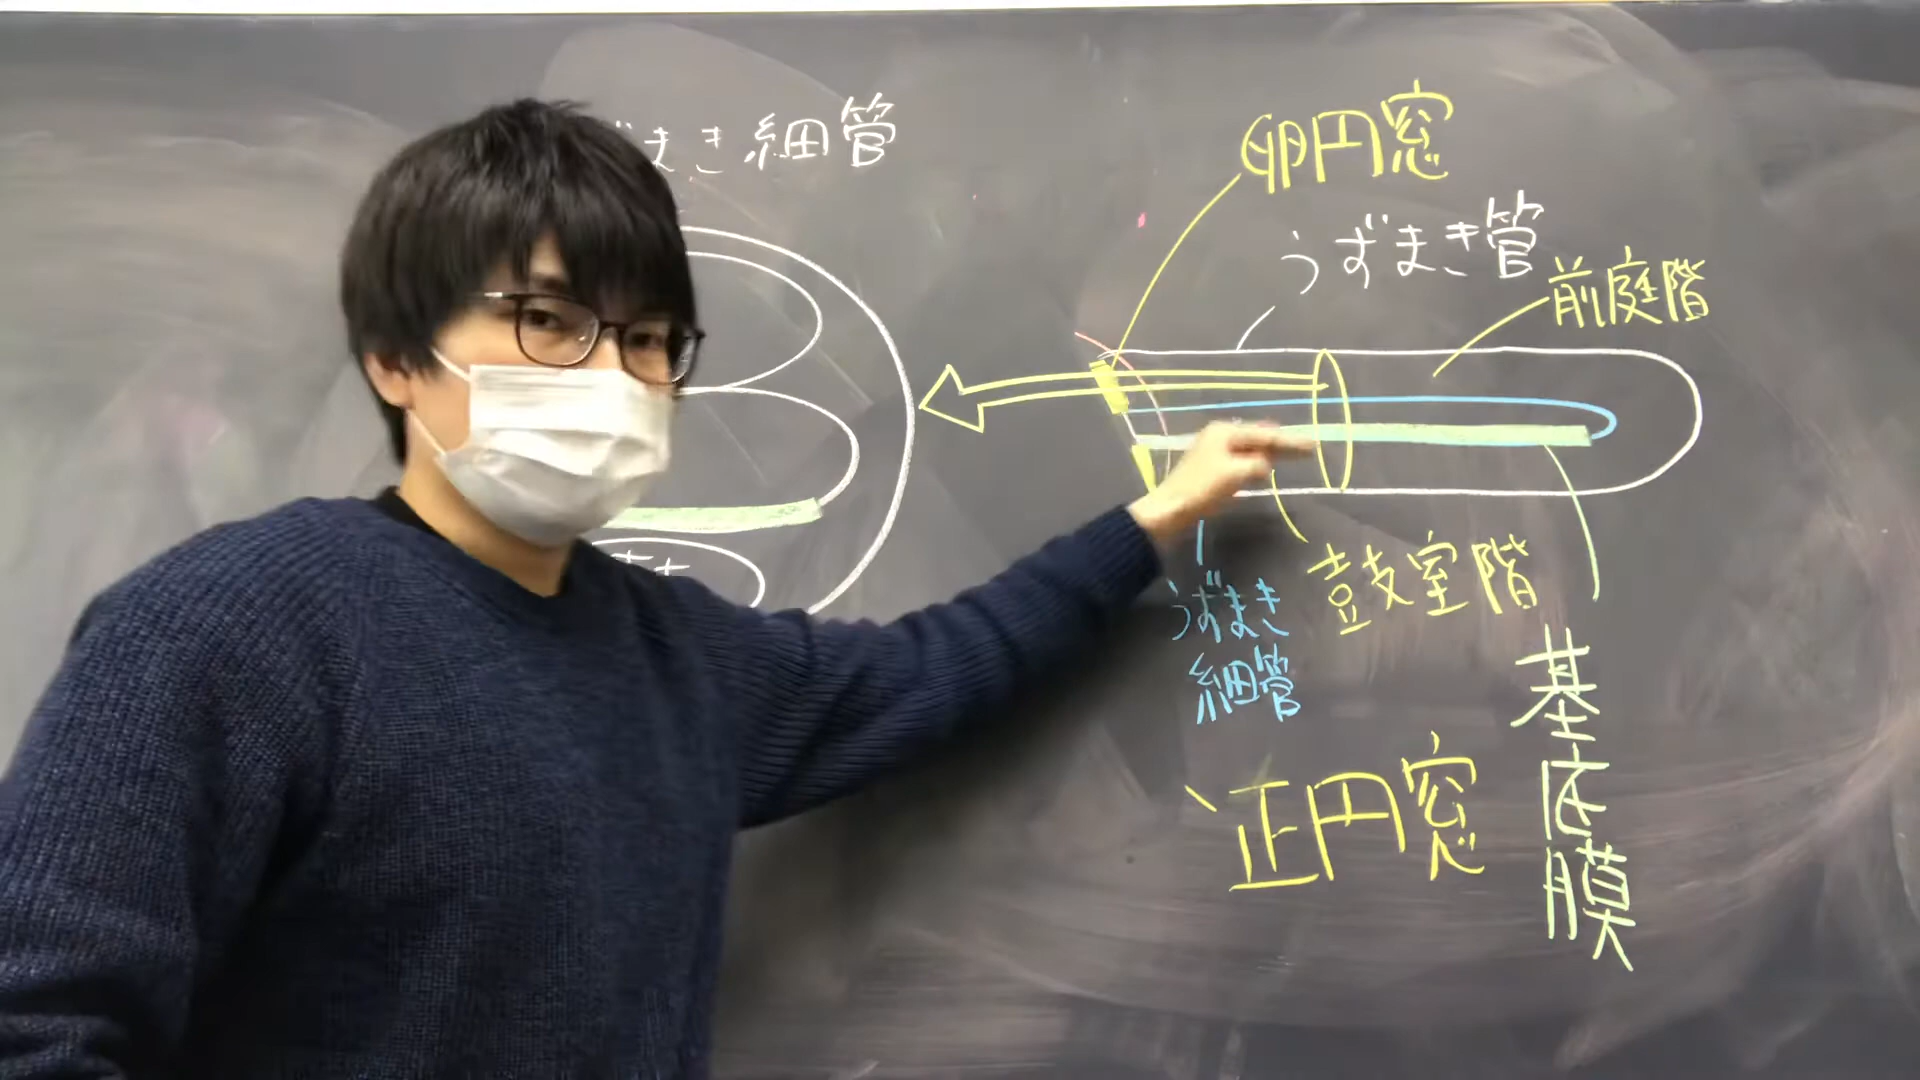 まき細管
卵円窓
うずまき管
前庭階
鼓室階
うずまき
細管
基底膜
正円窓